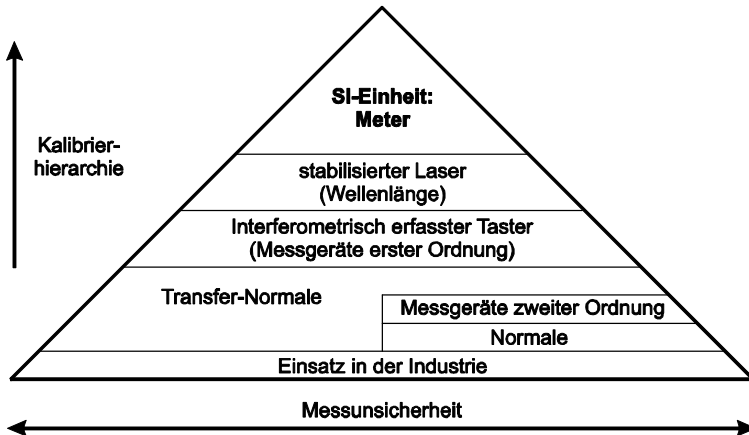 SI-Einheit:
Meter
Kalibrier-
hierarchie
stabilisierter Laser
(Wellenlänge)
Interferometrisch erfasster Taster
(Messgeräte erster Ordnung)
Transfer-Normale
Messgeräte zweiter Ordnung
Normale
Einsatz in der Industrie
Messunsicherheit